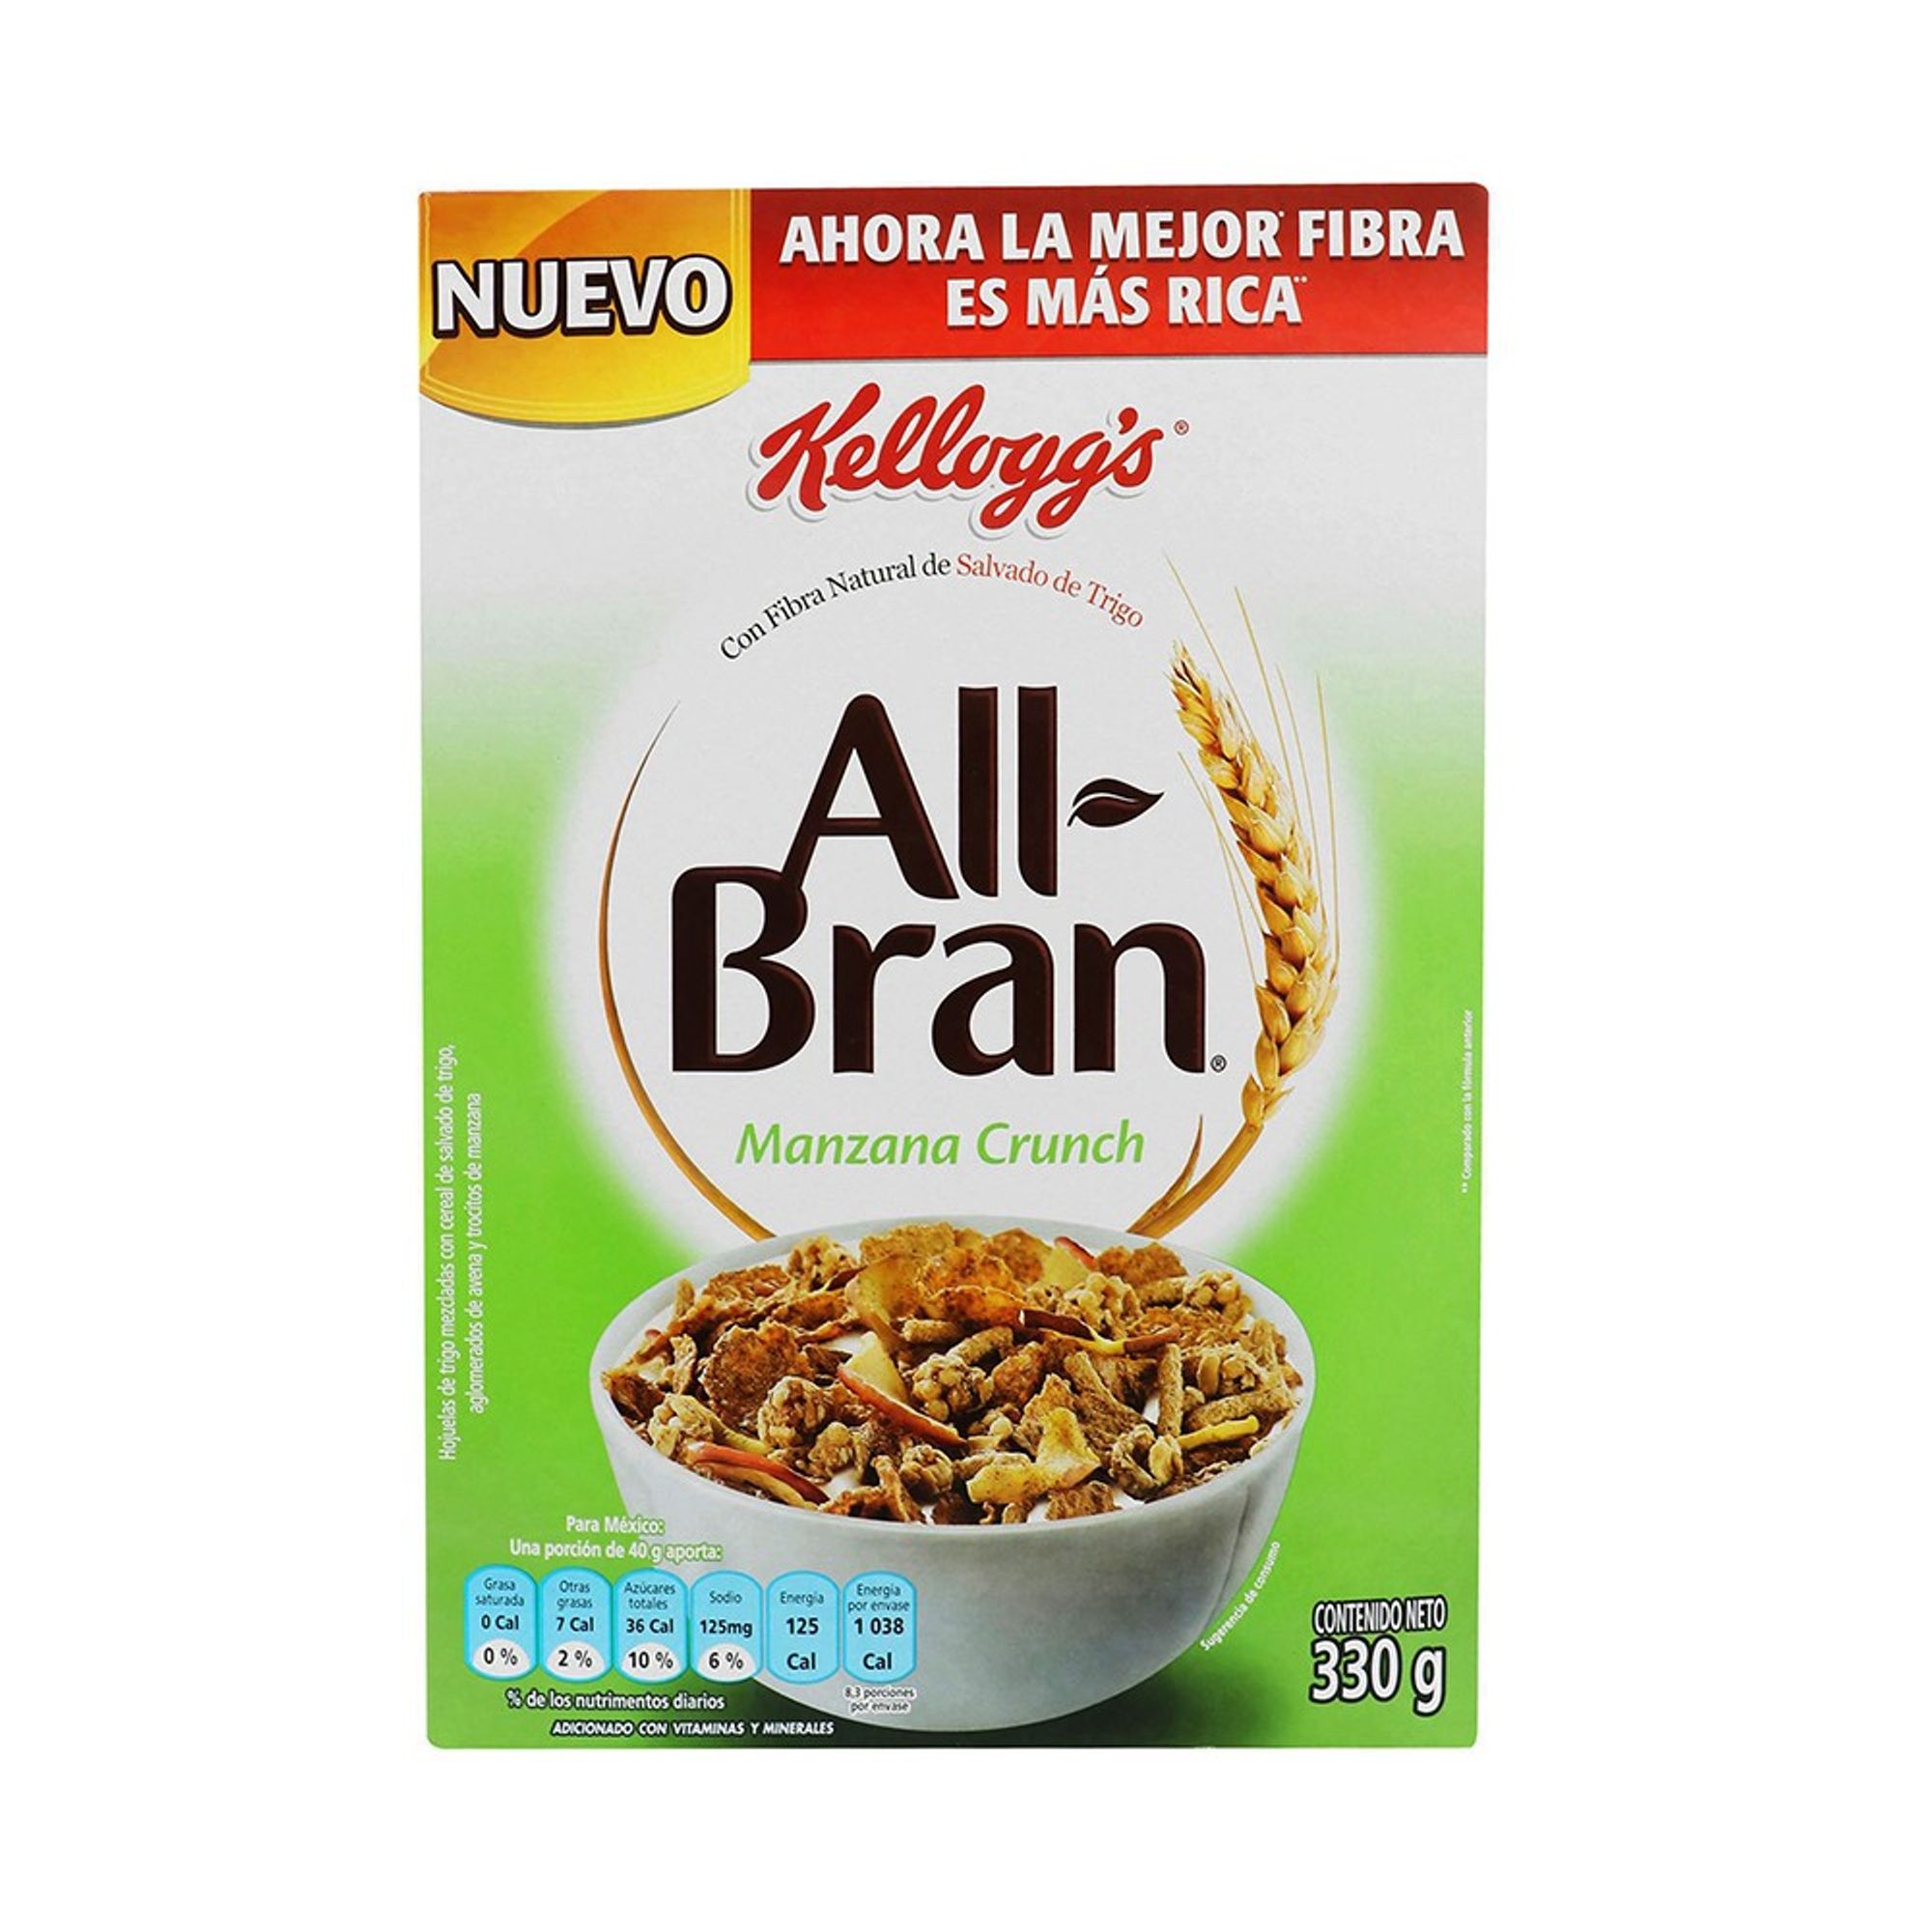 NUEVO
AHORA LA MEJOR* FIBRA
ES MÁS RICA**
Kellogg's®
Con Fibra Natural de Salvado de Trigo
All-
Bran®
Manzana Crunch
Hojuelas de trigo mezcladas con cereal de salvado de trigo,
aglomerados de avena y trocitos de manzana
** Comparado con la fórmula anterior
Para México:
Una porción de 40 g aporta:
Grasa saturada 0 Cal 0 %
Otras grasas 7 Cal 2 %
Azúcares totales 36 Cal 10 %
Sodio 125mg 6 %
Energía 125 Cal
Energía por envase 1 038 Cal
8,3 porciones
por envase
% de los nutrimentos diarios
ADICIONADO CON VITAMINAS Y MINERALES
Sugerencia de consumo
CONTENIDO NETO
330 g